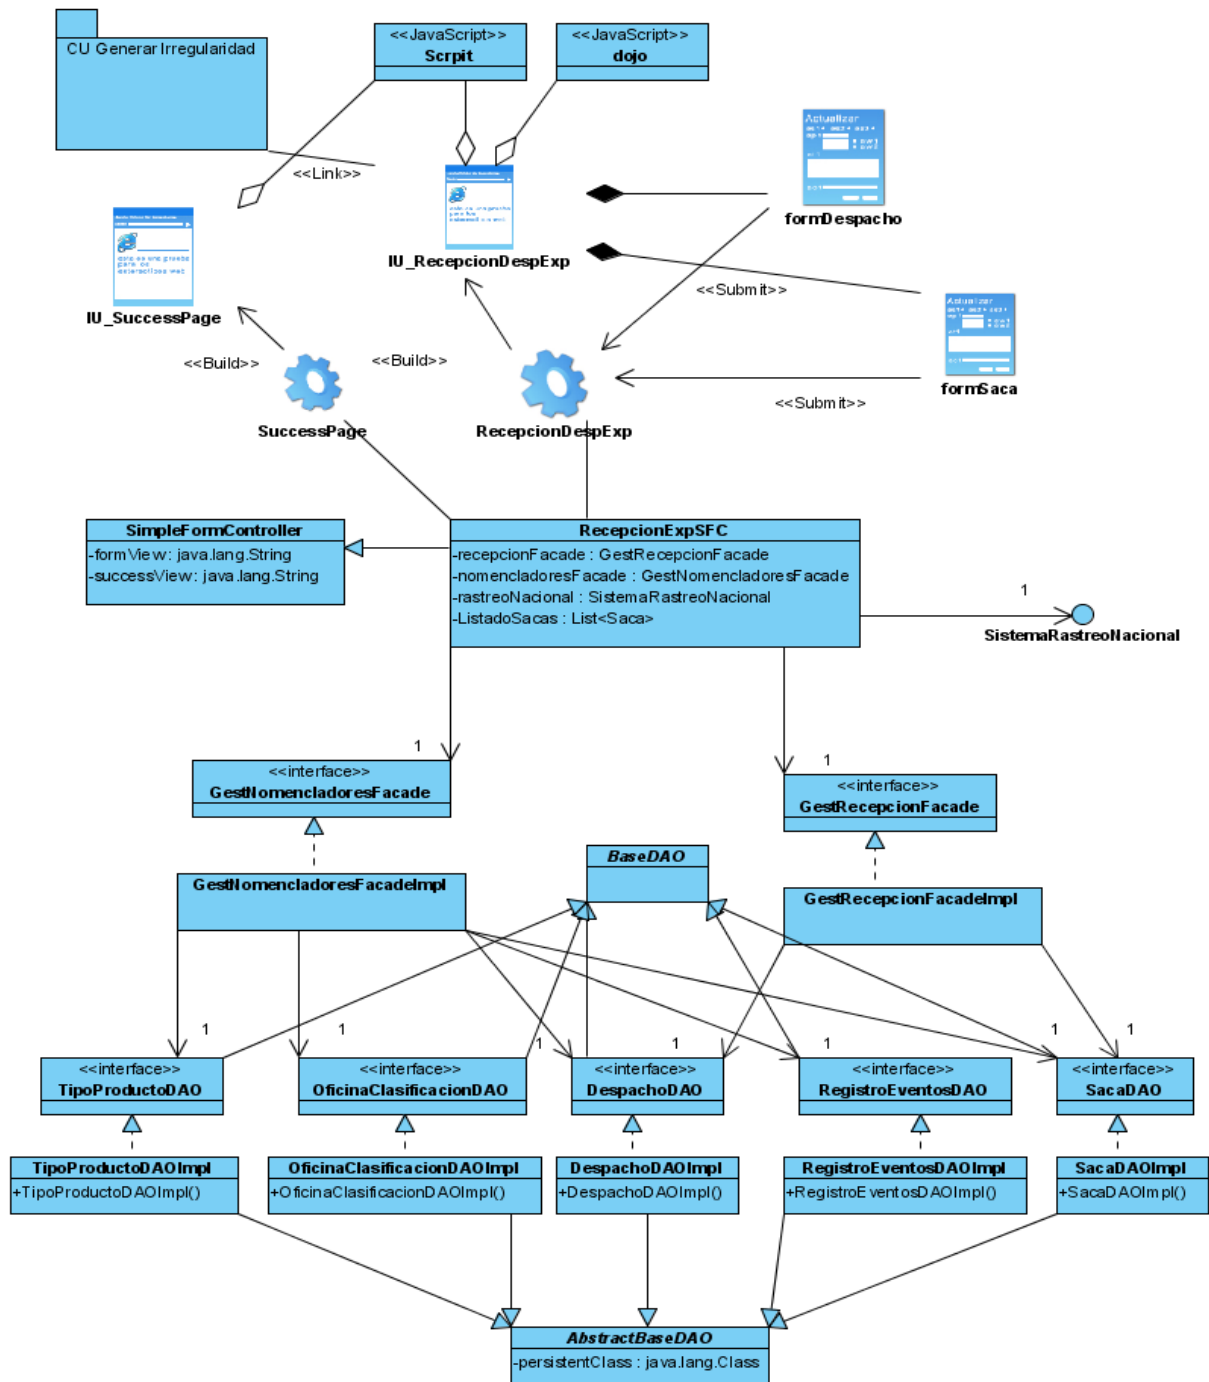 CU Generar Irregularidad
<<JavaScript>>
Scrpit
<<JavaScript>>
dojo
<<Link>>
Actualizar
formDespacho
IU_RecepcionDespExp
IU_SuccessPage
<<Submit>>
Actualizar
formSaca
<<Build>>
<<Build>>
<<Submit>>
SuccessPage
RecepcionDespExp
SimpleFormController
-formView : java.lang.String
-successView : java.lang.String
RecepcionExpSFC
-recepcionFacade : GestRecepcionFacade
-nomencladoresFacade : GestNomencladoresFacade
-rastreoNacional : SistemaRastreoNacional
-ListadoSacas : List<Saca>
1
SistemaRastreoNacional
1
1
<<interface>>
GestNomencladoresFacade
<<interface>>
GestRecepcionFacade
BaseDAO
GestNomencladoresFacadeImpl
GestRecepcionFacadeImpl
1
1
1
1
1
1
1
<<interface>>
TipoProductoDAO
<<interface>>
OficinaClasificacionDAO
<<interface>>
DespachoDAO
<<interface>>
RegistroEventosDAO
<<interface>>
SacaDAO
TipoProductoDAOImpl
+TipoProductoDAOImpl()
OficinaClasificacionDAOImpl
+OficinaClasificacionDAOImpl()
DespachoDAOImpl
+DespachoDAOImpl()
RegistroEventosDAOImpl
+RegistroEventosDAOImpl()
SacaDAOImpl
+SacaDAOImpl()
AbstractBaseDAO
-persistentClass : java.lang.Class